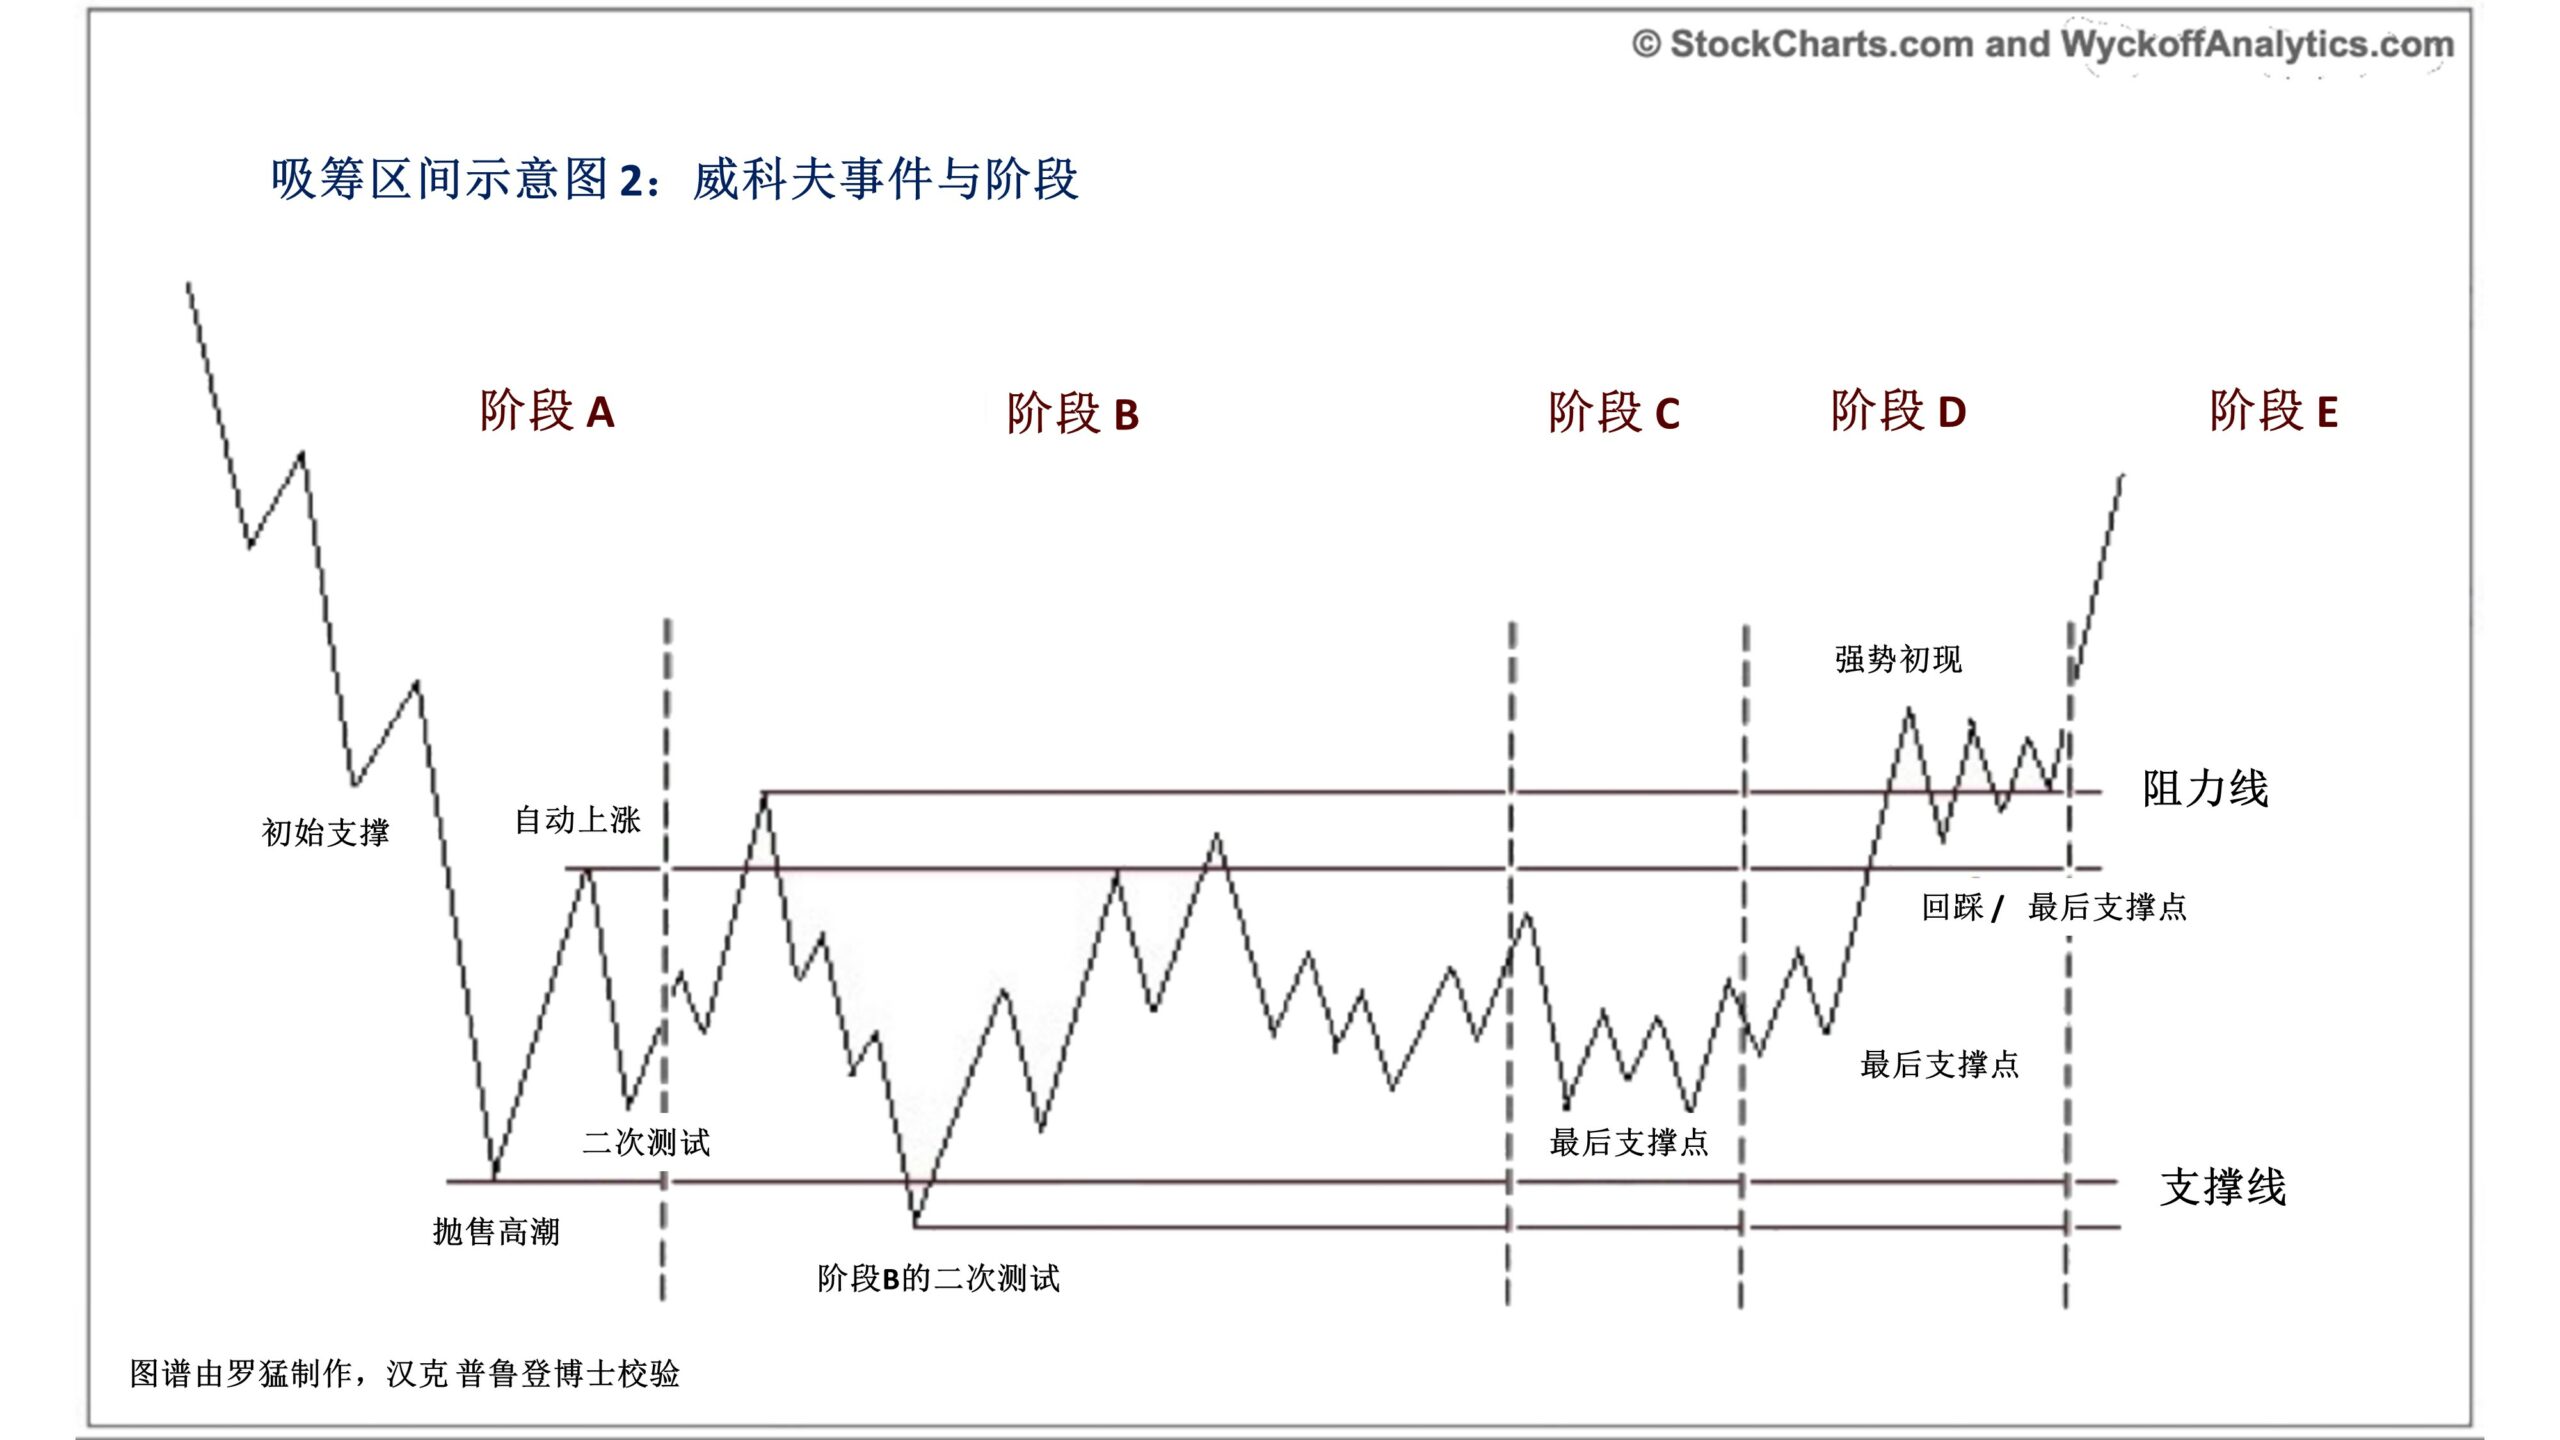 © StockCharts.com and WyckoffAnalytics.com
吸筹区间示意图 2：威科夫事件与阶段
阶段 A
阶段 B
阶段 C
阶段 D
阶段 E
强势初现
阻力线
自动上涨
初始支撑
回踩 / 最后支撑点
最后支撑点
二次测试
最后支撑点
支撑线
抛售高潮
阶段B的二次测试
图谱由罗猛制作，汉克 普鲁登博士校验